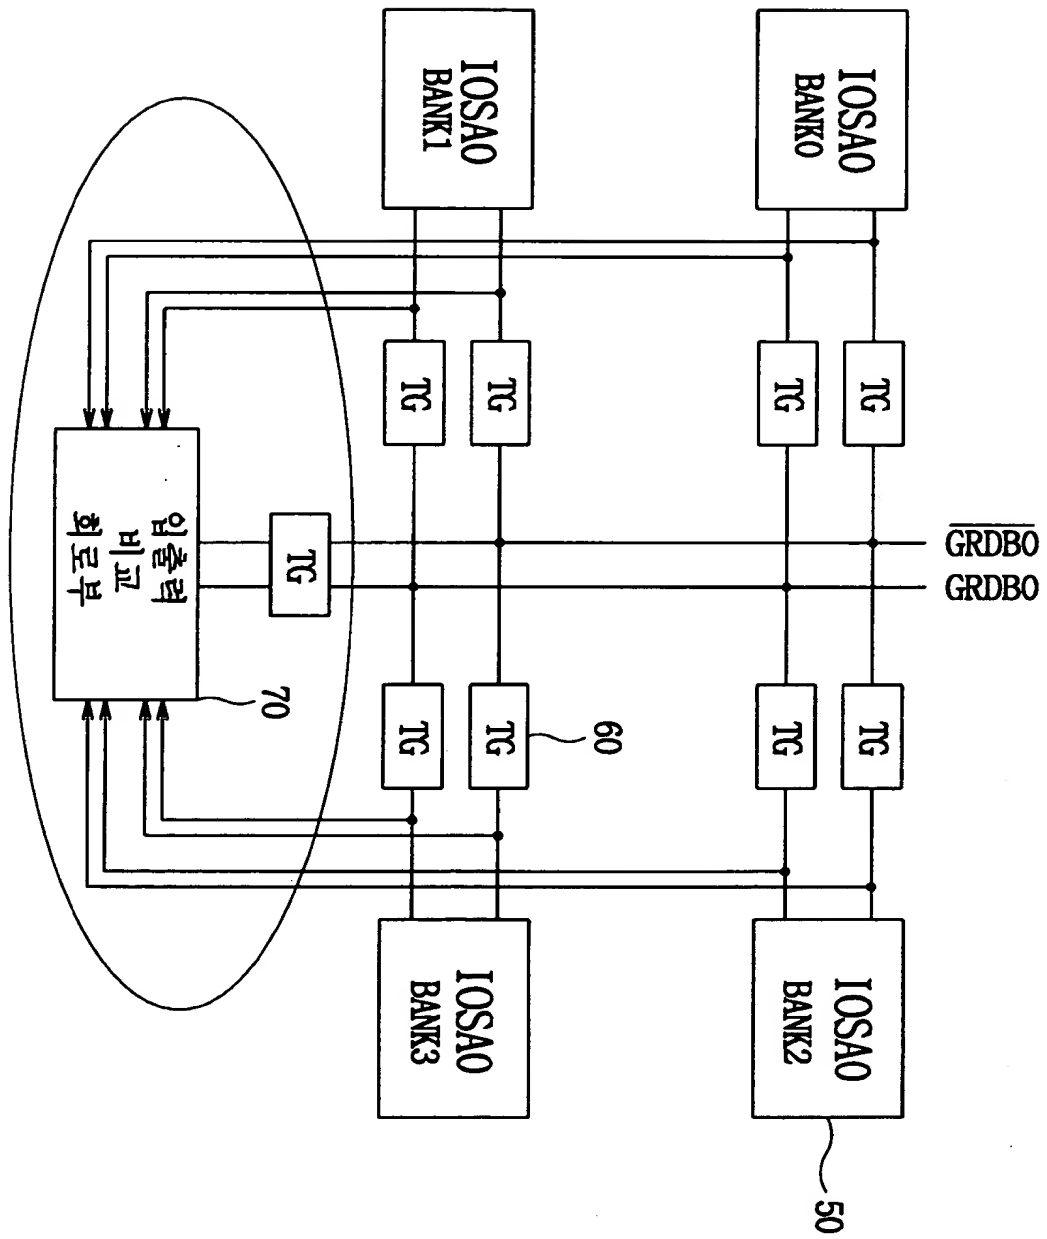 GRDB0
GRDB0
IOSA0
BANK0
IOSA0
BANK2
50
TG
TG
TG
TG
IOSA0
BANK1
IOSA0
BANK3
TG
TG
TG
TG
60
TG
입출력
비교
회로부
70